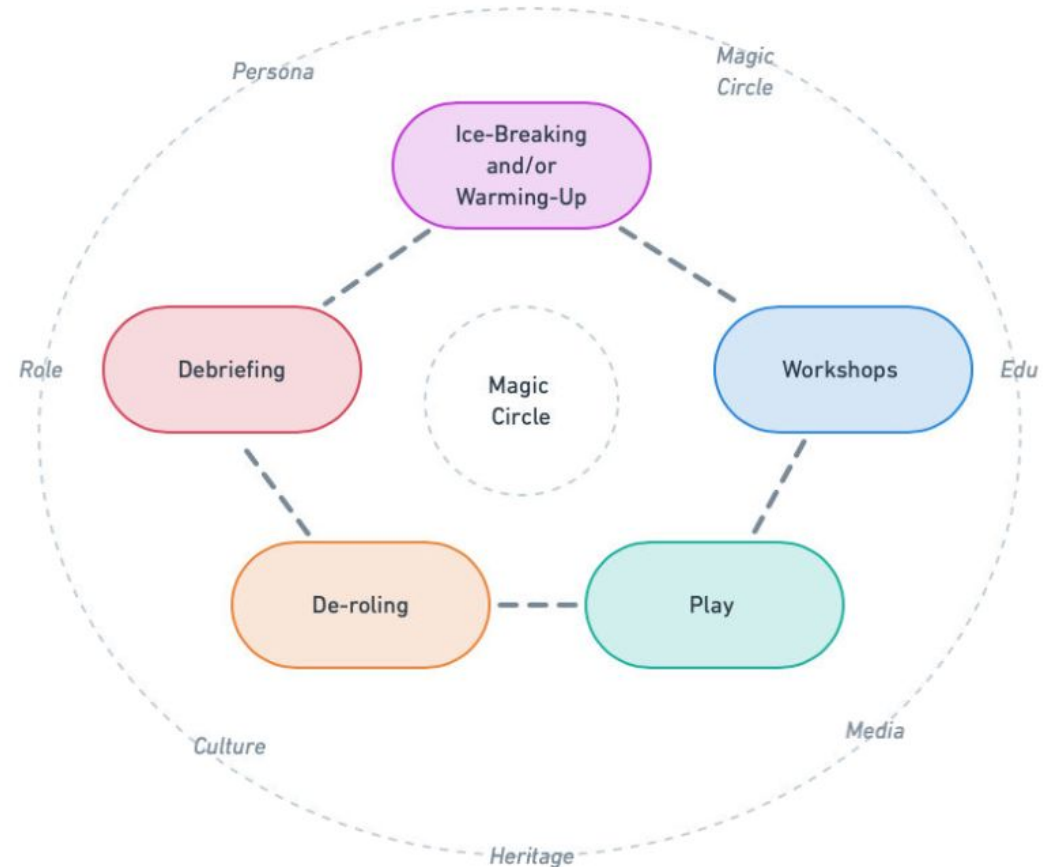 Persona
Magic
Circle
Ice-Breaking
and/or
Warming-Up
Role
Debriefing
Magic
Circle
Workshops
Edu
De-roling
Play
Culture
Media
Heritage